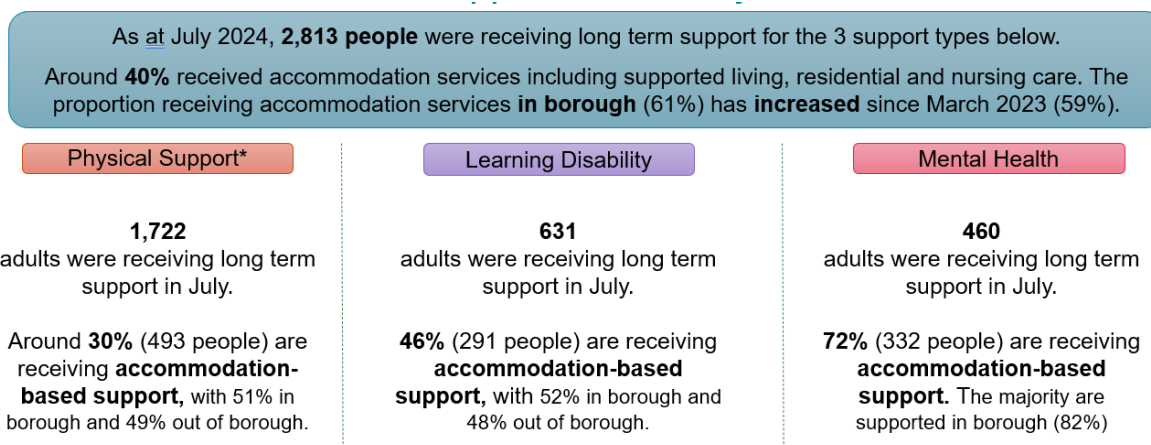 As at July 2024, 2,813 people were receiving long term support for the 3 support types below.
Around 40% received accommodation services including supported living, residential and nursing care. The
proportion receiving accommodation services in borough (61%) has increased since March 2023 (59%).
Physical Support*
Learning Disability
Mental Health
1,722
adults were receiving long term
support in July.
Around 30% (493 people) are
receiving accommodation-
based support, with 51% in
borough and 49% out of borough.
631
adults were receiving long term
support in July.
46% (291 people) are receiving
accommodation-based
support, with 52% in borough and
48% out of borough.
460
adults were receiving long term
support in July.
72% (332 people) are receiving
accommodation-based
support. The majority are
supported in borough (82%)